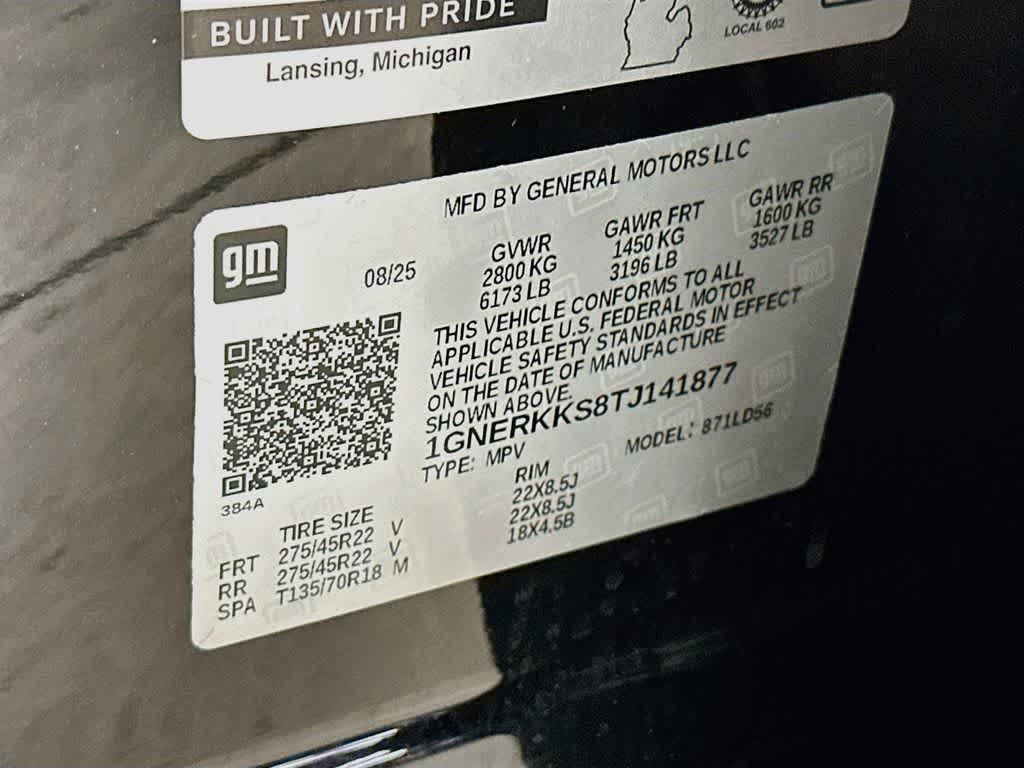 BUILT WITH PRIDE
Lansing, Michigan
LOCAL 602
MFD BY GENERAL MOTORS LLC
gm
08/25
GVWR GAWR FRT GAWR RR
2800 KG 1450 KG 1600 KG
6173 LB 3196 LB 3527 LB
THIS VEHICLE CONFORMS TO ALL
APPLICABLE U.S. FEDERAL MOTOR
VEHICLE SAFETY STANDARDS IN EFFECT
ON THE DATE OF MANUFACTURE
SHOWN ABOVE.
1GNERKKS8TJ141877
TYPE: MPV MODEL: 871LD56
384A
TIRE SIZE RIM
FRT 275/45R22 V 22X8.5J
RR 275/45R22 V 22X8.5J
SPA T135/70R18 M 18X4.5B